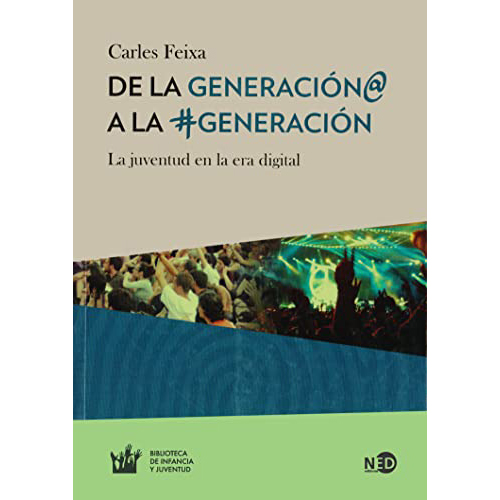 Carles Feixa
DE LA GENERACIÓN@
A LA #GENERACIÓN
La juventud en la era digital
BIBLIOTECA
DE INFANCIA
Y JUVENTUD
NED